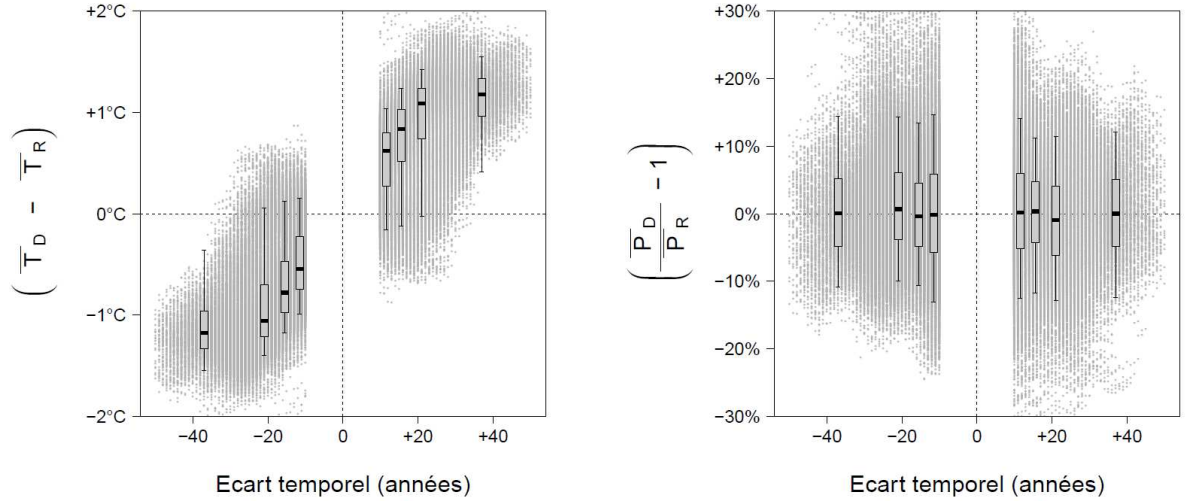 +2°C
+1°C
0°C
−1°C
−2°C
( T̅D − T̅R )
−40 −20 0 +20 +40
Ecart temporel (années)
+30%
+20%
+10%
0%
−10%
−20%
−30%
( P̅D / P̅R − 1 )
−40 −20 0 +20 +40
Ecart temporel (années)